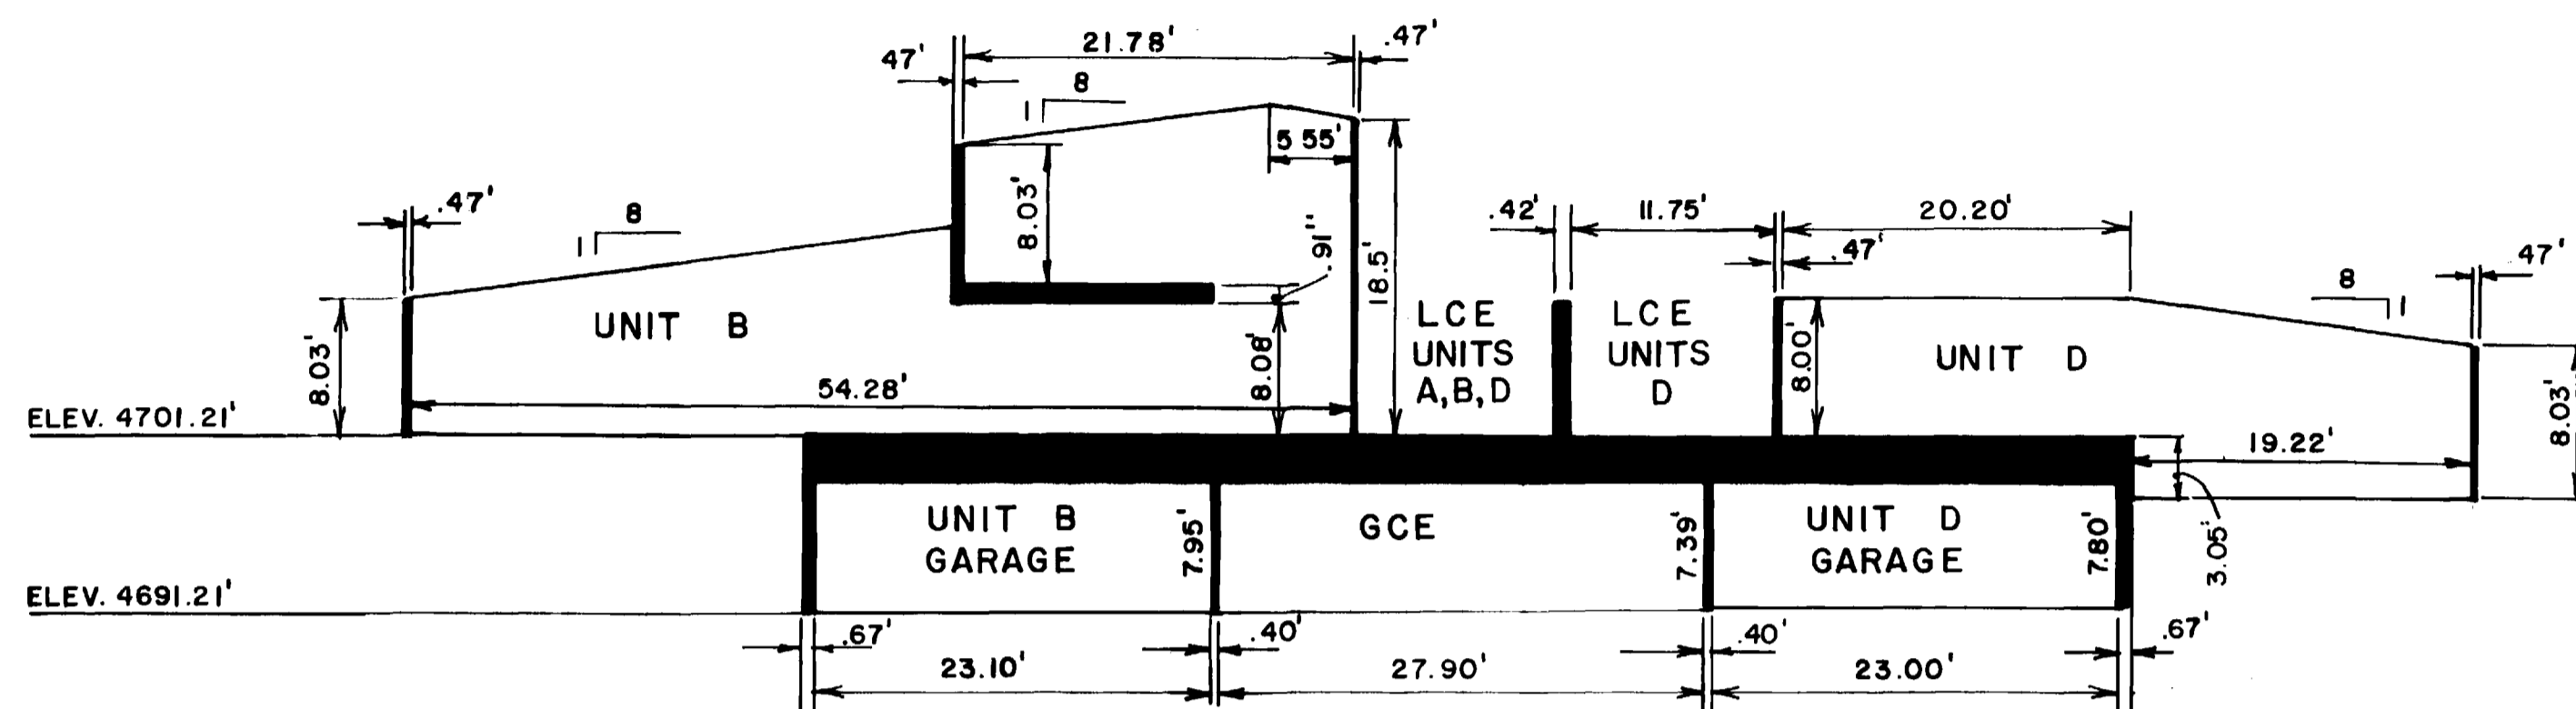 21.78'
.47'
47'
8
1
5 55'
.47'
8
1
8.03'
.91''
18.5'
.42'
11.75'
20.20'
.47'
47'
8
1
UNIT B
LCE
UNITS
A,B,D
LCE
UNITS
D
8.00'
UNIT D
8.03'
8.08'
54.28'
ELEV. 4701.21'
19.22'
8.03'
UNIT B
GARAGE
7.95'
GCE
7.39'
UNIT D
GARAGE
7.80'
3.05'
ELEV. 4691.21'
.67'
.40'
.40'
.67'
23.10'
27.90'
23.00'